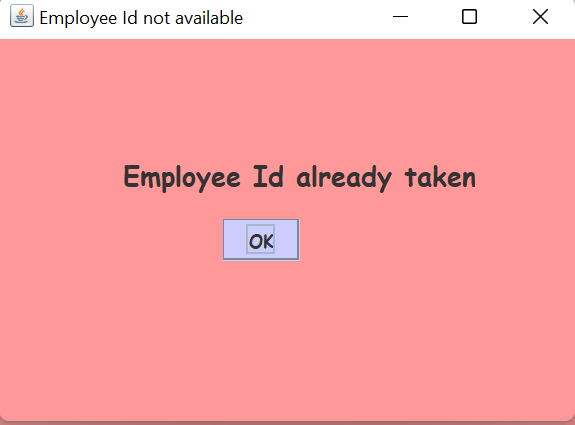 Employee Id not available
Employee Id already taken
OK